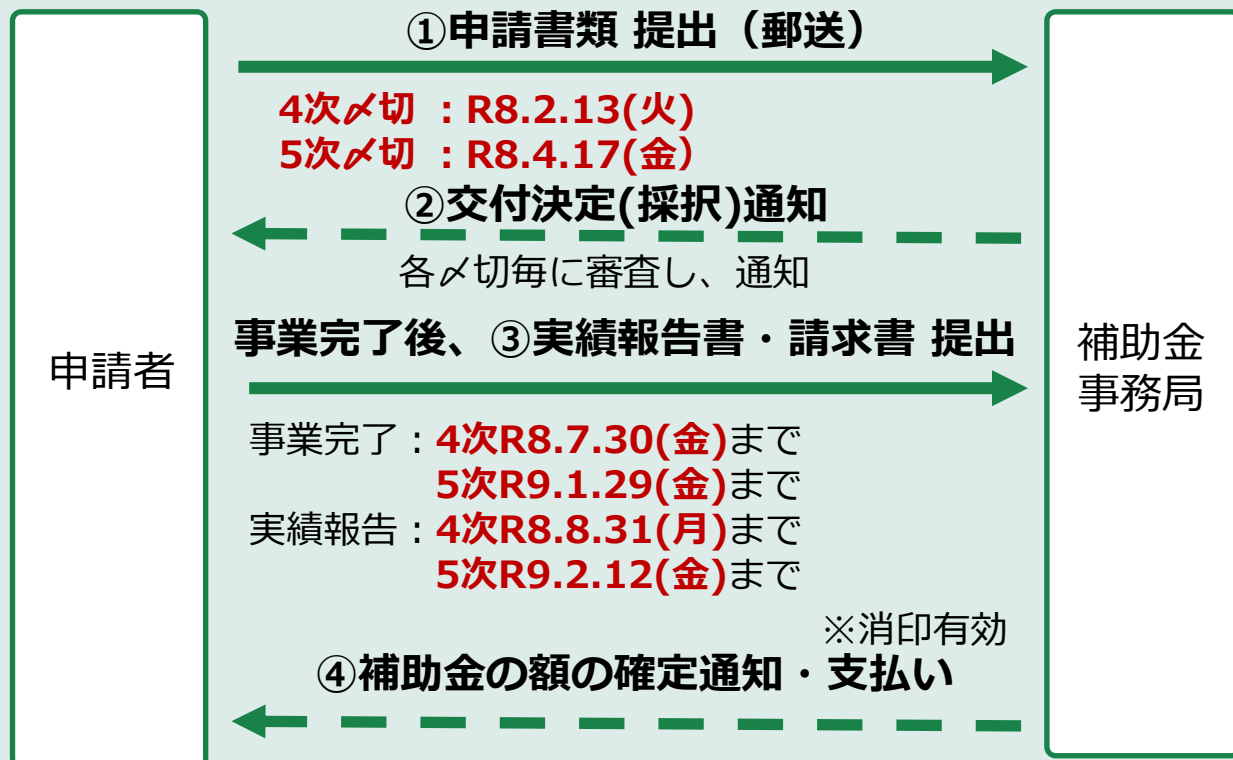 ①申請書類 提出（郵送）
4次〆切 ：R8.2.13(火)
5次〆切 ：R8.4.17(金）
②交付決定(採択)通知
各〆切毎に審査し、通知
事業完了後、③実績報告書・請求書 提出
申請者
補助金
事務局
事業完了：4次R8.7.30(金)まで
5次R9.1.29(金)まで
実績報告：4次R8.8.31(月)まで
5次R9.2.12(金)まで
※消印有効
④補助金の額の確定通知・支払い